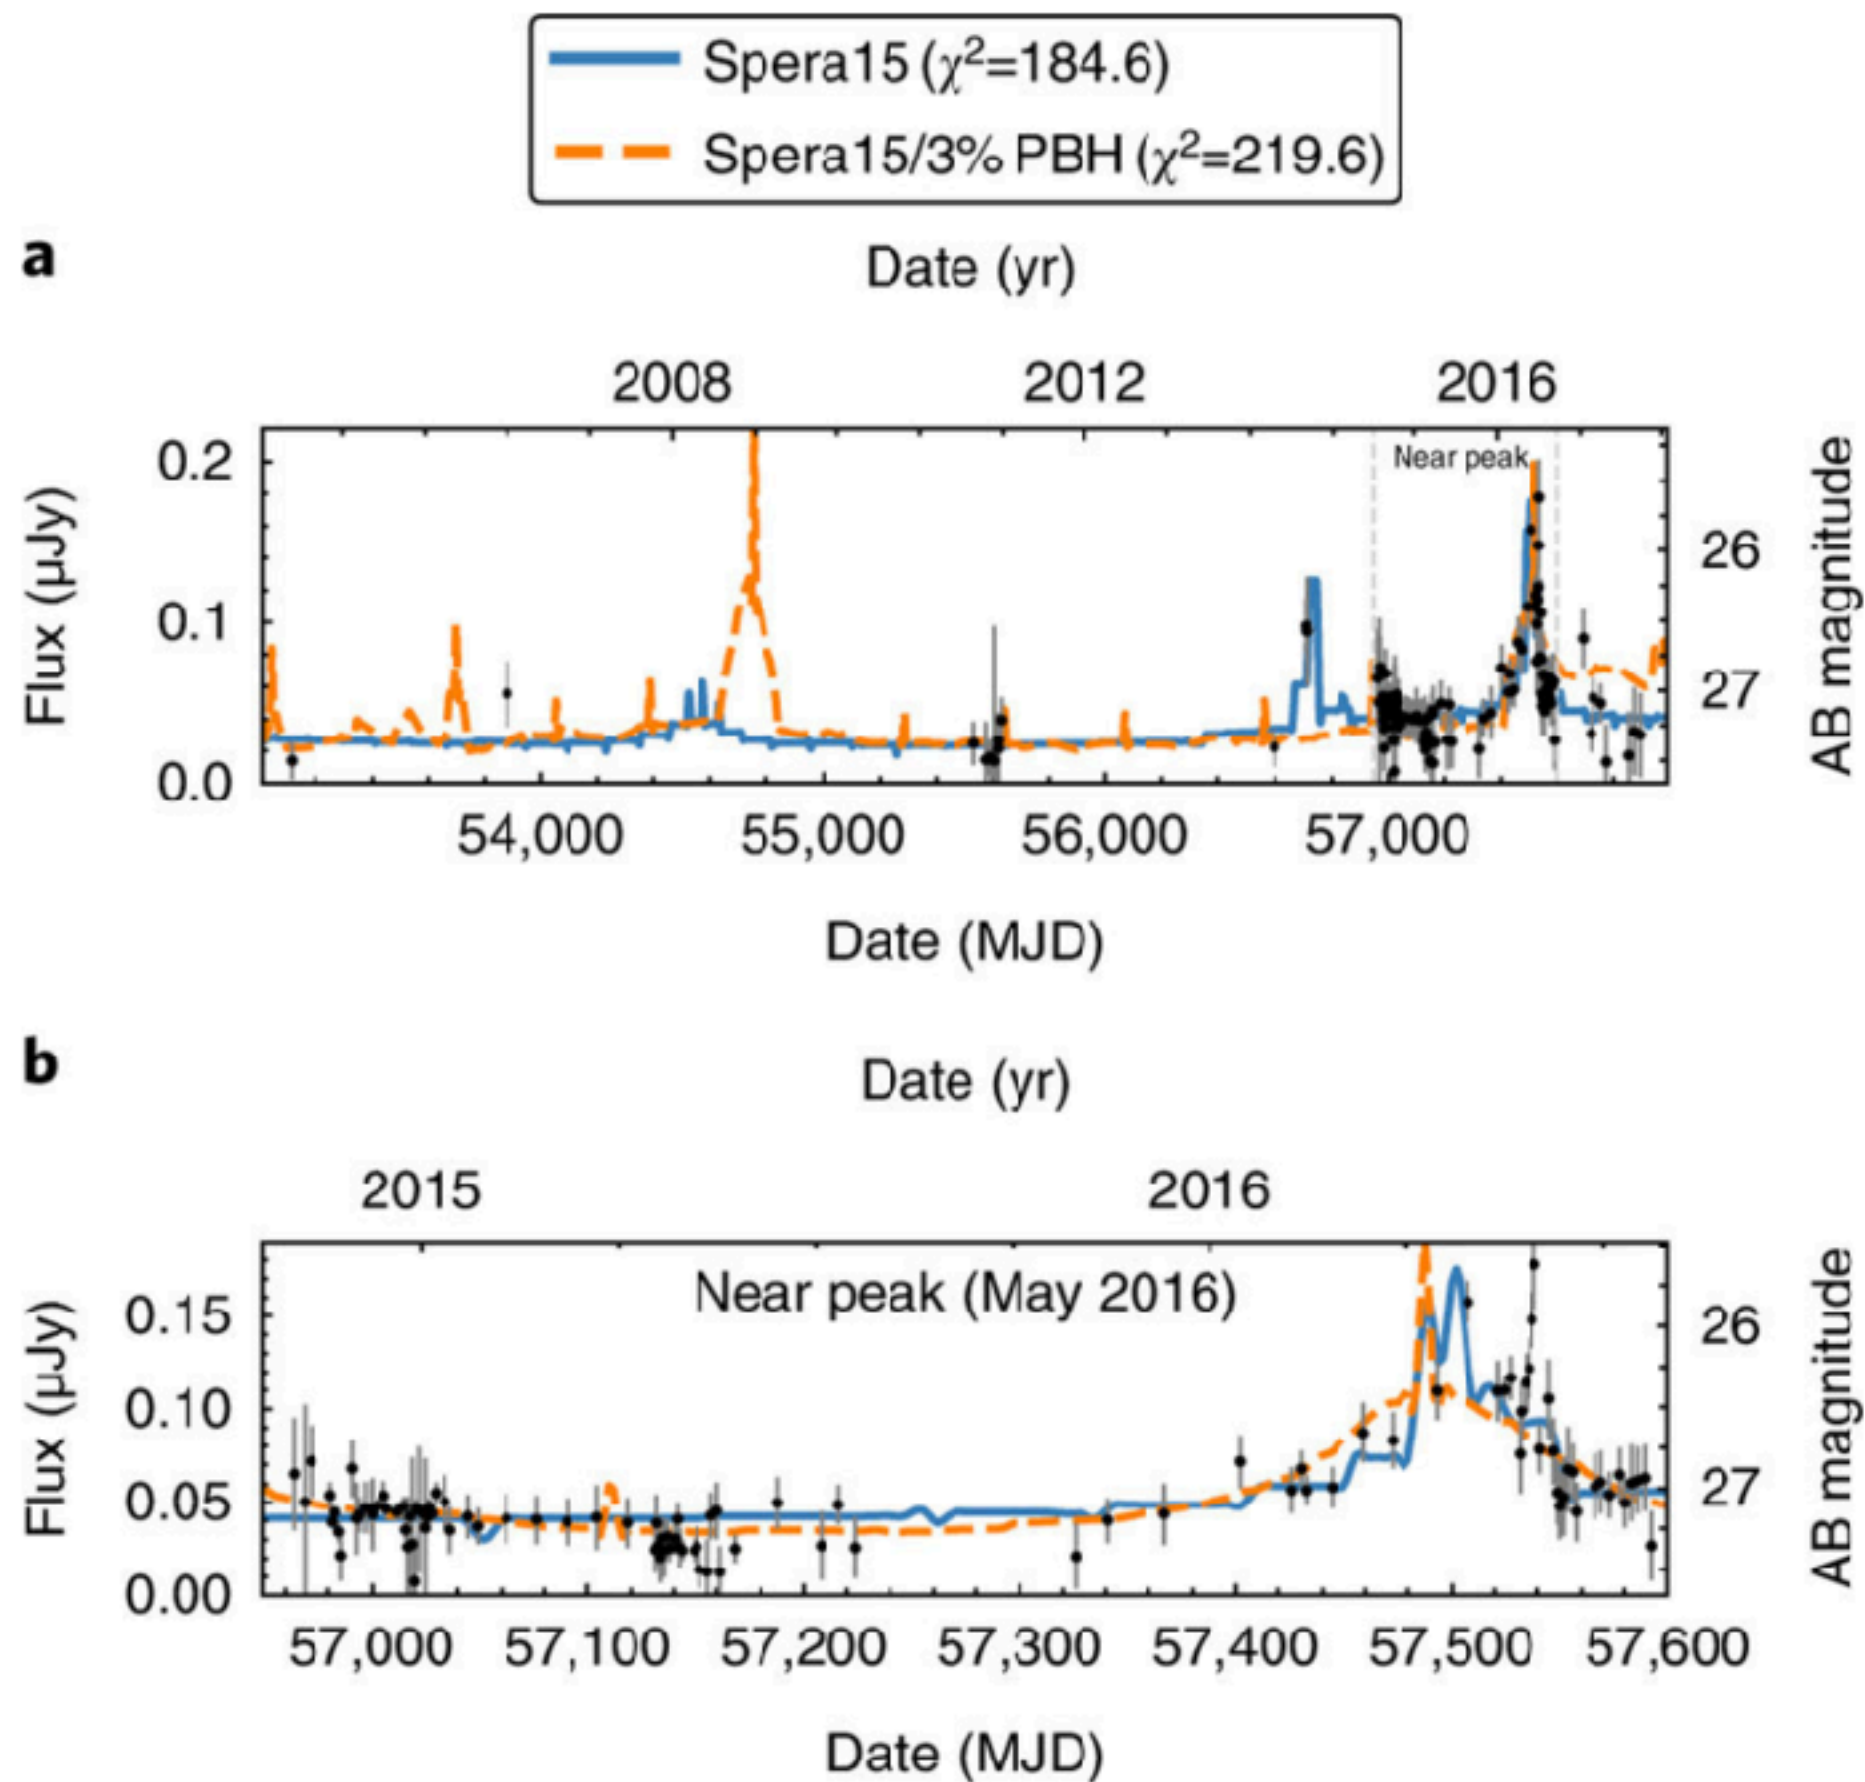 Spera15 (χ²=184.6)
Spera15/3% PBH (χ²=219.6)
a
Date (yr)
2008 2012 2016
Near peak
0.2
0.1
0.0
Flux (μJy)
26
27
AB magnitude
54,000 55,000 56,000 57,000
Date (MJD)
b
Date (yr)
2015 2016
Near peak (May 2016)
0.15
0.10
0.05
0.00
Flux (μJy)
26
27
AB magnitude
57,000 57,100 57,200 57,300 57,400 57,500 57,600
Date (MJD)